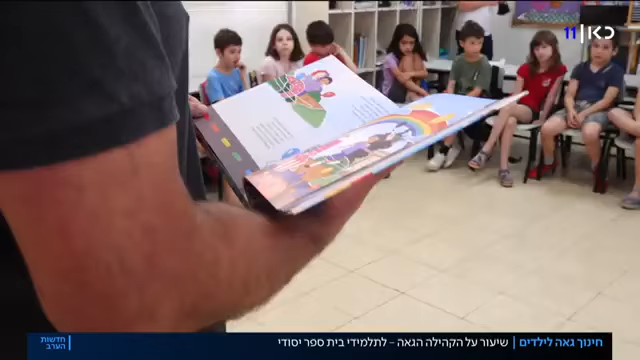 כאן | 11
חינוך גאה לילדים | שיעור על הקהילה הגאה - לתלמידי בית ספר יסודי
חדשות
הערב